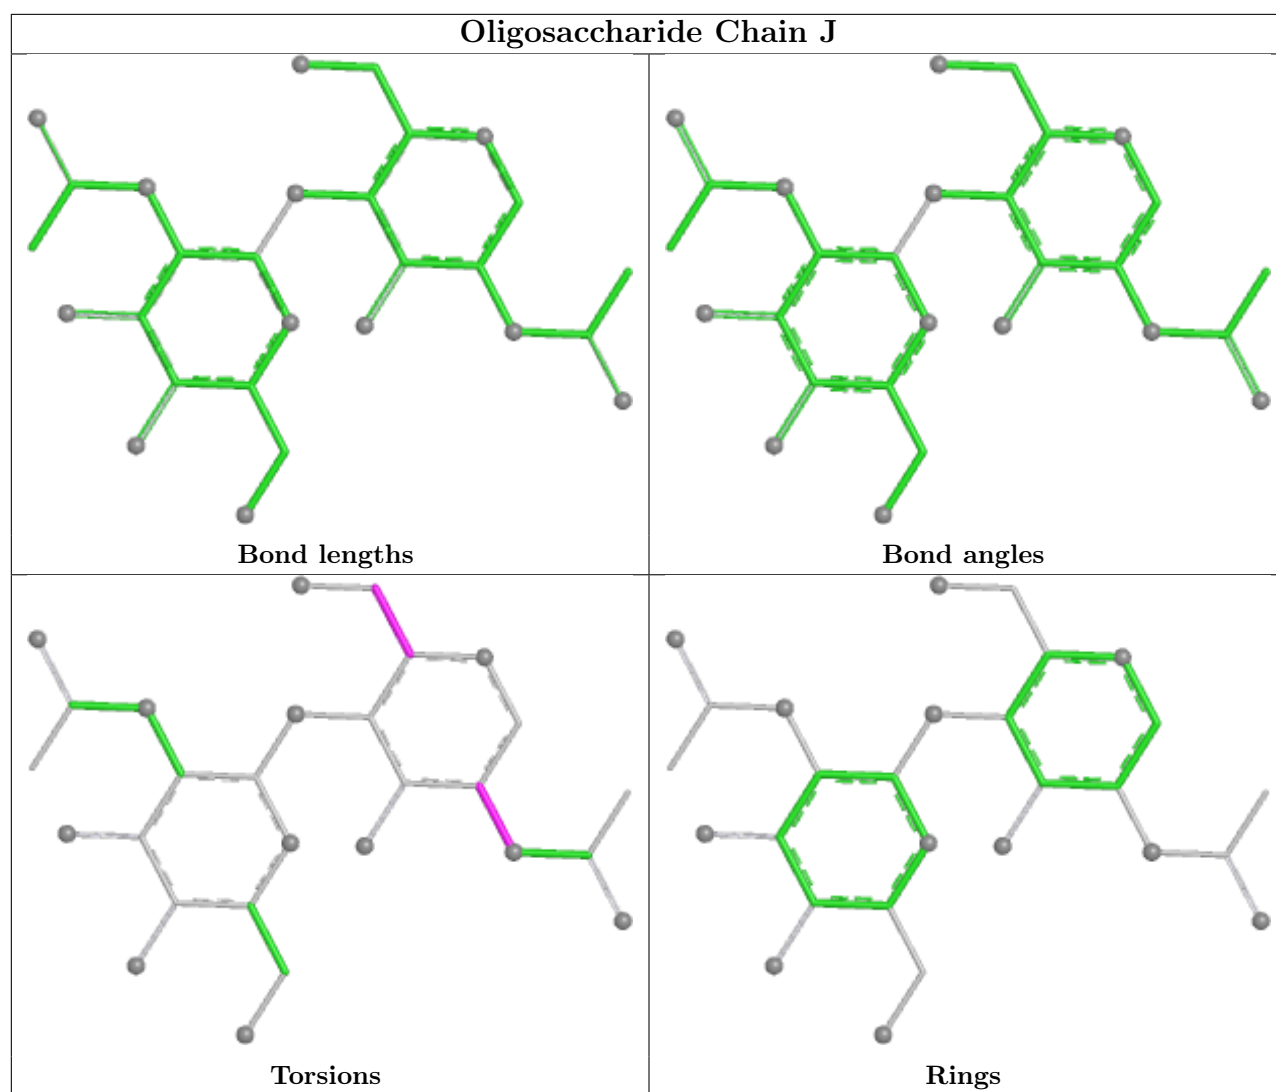 Oligosaccharide Chain J
Bond lengths
Bond angles
Torsions
Rings